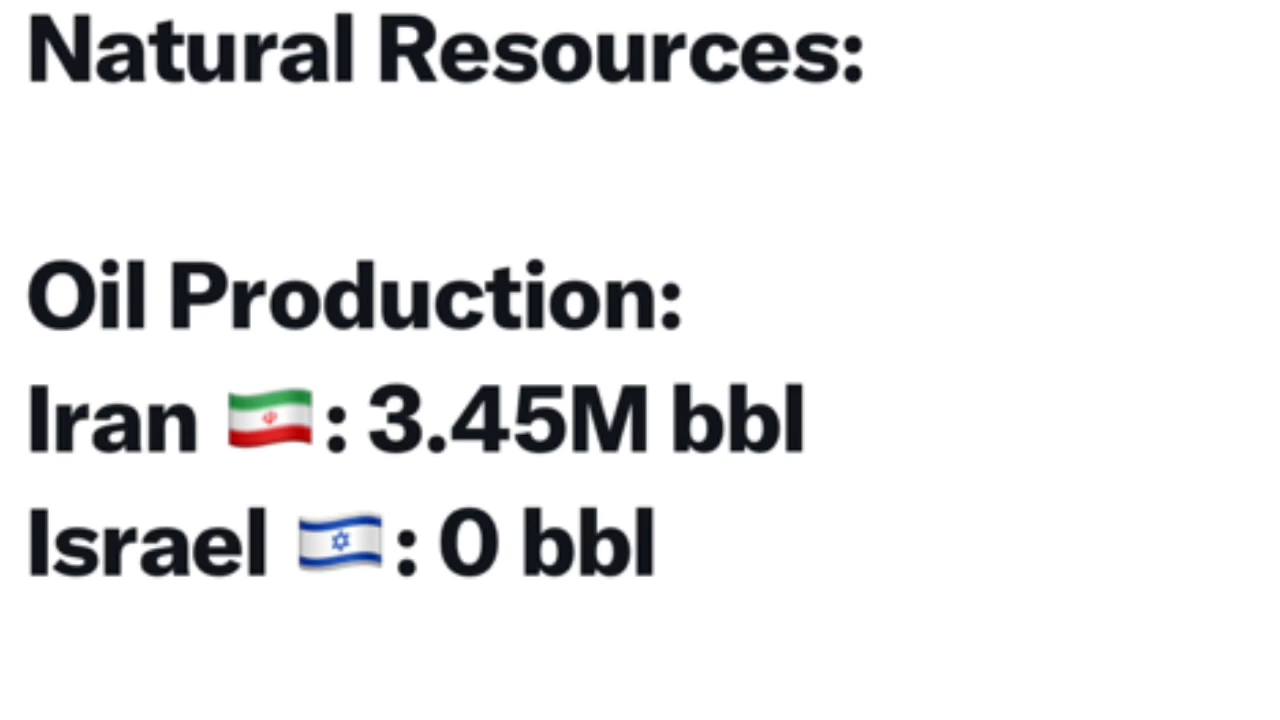 Natural Resources:
Oil Production:
Iran 🇮🇷: 3.45M bbl
Israel 🇮🇱: 0 bbl